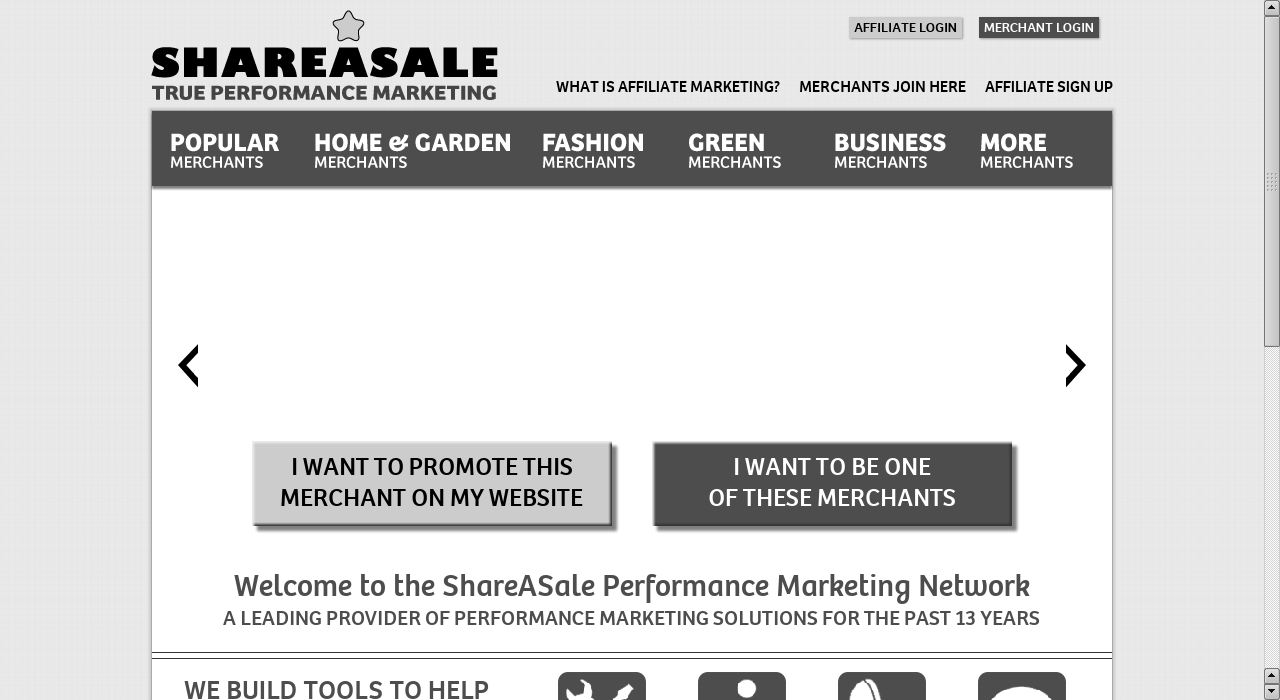 AFFILIATE LOGIN
MERCHANT LOGIN
SHAREASALE
TRUE PERFORMANCE MARKETING
WHAT IS AFFILIATE MARKETING?
MERCHANTS JOIN HERE
AFFILIATE SIGN UP
POPULAR
MERCHANTS
HOME & GARDEN
MERCHANTS
FASHION
MERCHANTS
GREEN
MERCHANTS
BUSINESS
MERCHANTS
MORE
MERCHANTS
I WANT TO PROMOTE THIS
MERCHANT ON MY WEBSITE
I WANT TO BE ONE
OF THESE MERCHANTS
Welcome to the ShareASale Performance Marketing Network
A LEADING PROVIDER OF PERFORMANCE MARKETING SOLUTIONS FOR THE PAST 13 YEARS
WE BUILD TOOLS TO HELP